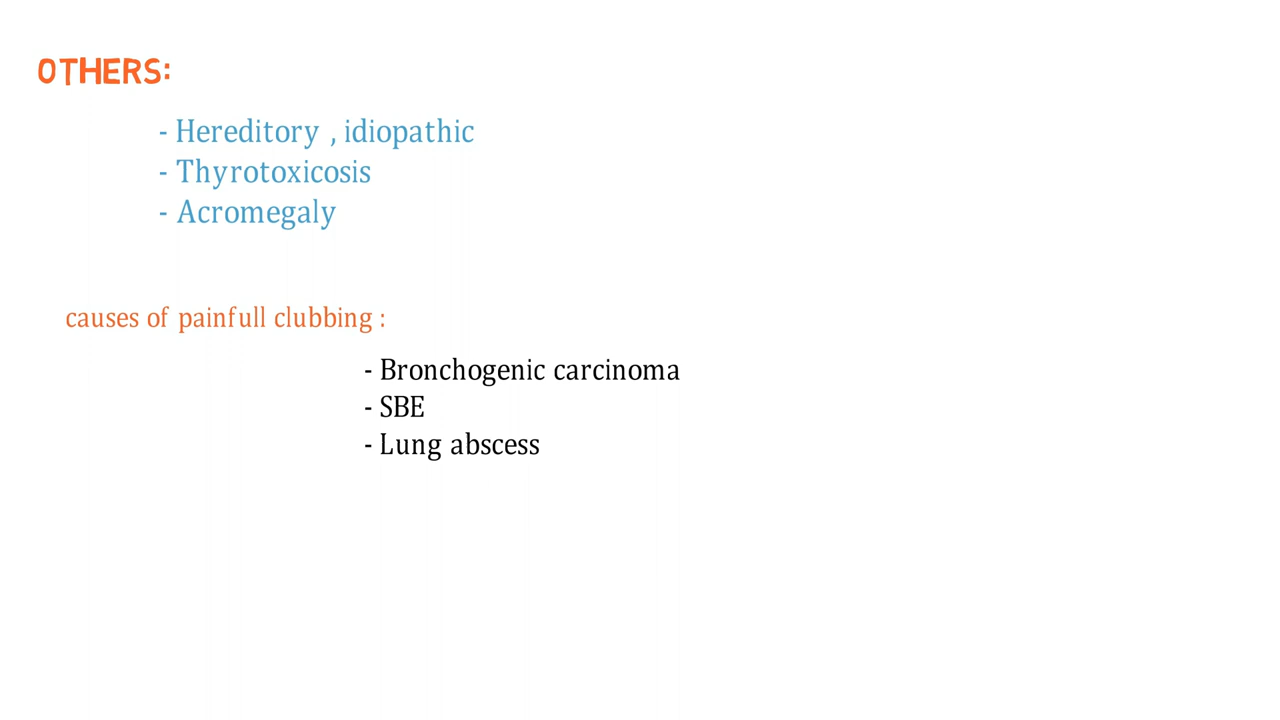 OTHERS:
- Hereditory , idiopathic
- Thyrotoxicosis
- Acromegaly
causes of painfull clubbing :
- Bronchogenic carcinoma
- SBE
- Lung abscess